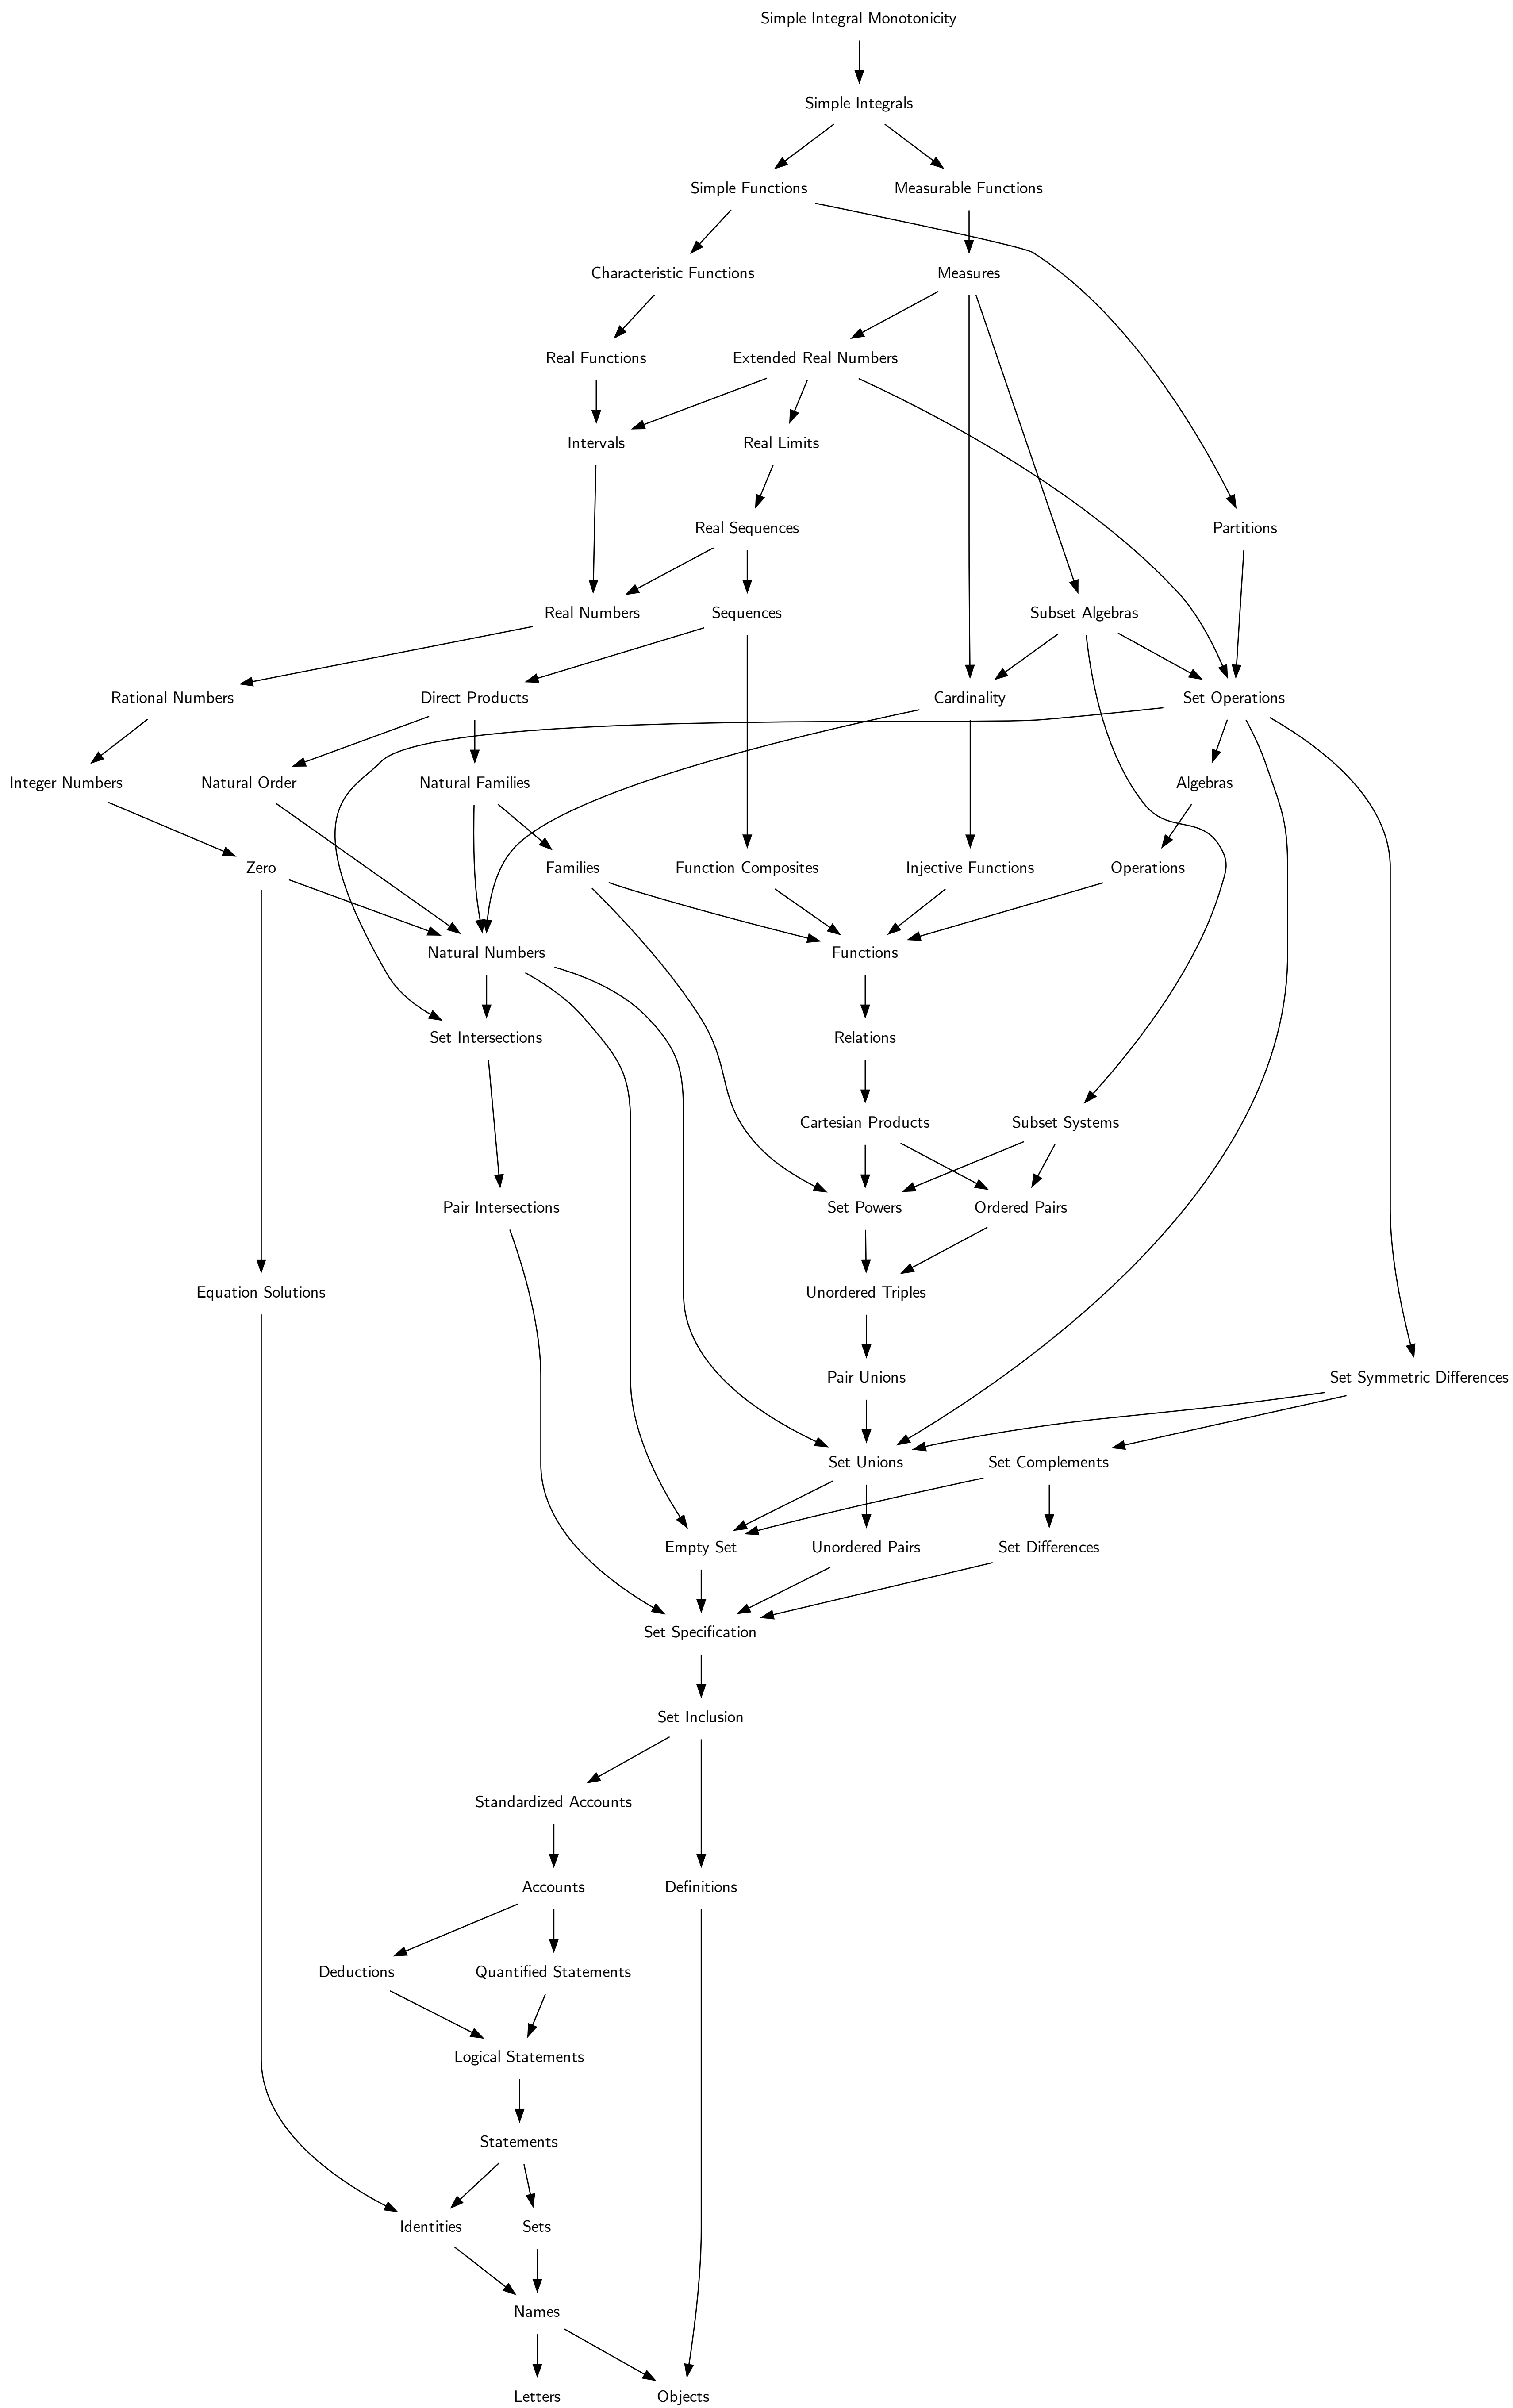 Simple Integral Monotonicity
Simple Integrals
Simple Functions
Measurable Functions
Characteristic Functions
Measures
Real Functions
Extended Real Numbers
Intervals
Real Limits
Real Sequences
Partitions
Real Numbers
Sequences
Subset Algebras
Rational Numbers
Direct Products
Cardinality
Set Operations
Integer Numbers
Natural Order
Natural Families
Algebras
Zero
Families
Function Composites
Injective Functions
Operations
Natural Numbers
Functions
Set Intersections
Relations
Cartesian Products
Subset Systems
Pair Intersections
Set Powers
Ordered Pairs
Equation Solutions
Unordered Triples
Pair Unions
Set Symmetric Differences
Set Unions
Set Complements
Empty Set
Unordered Pairs
Set Differences
Set Specification
Set Inclusion
Standardized Accounts
Accounts
Definitions
Deductions
Quantified Statements
Logical Statements
Statements
Identities
Sets
Names
Letters
Objects